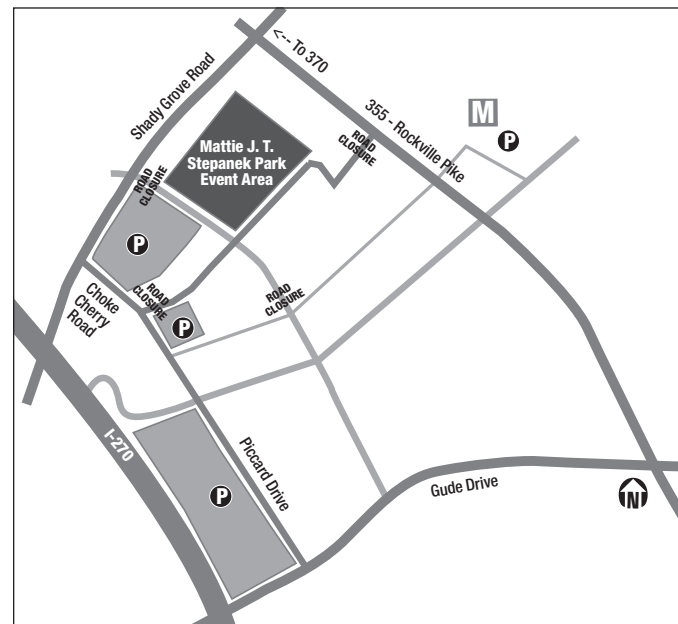 <-- To 370
Shady Grove Road
355 - Rockville Pike
M
P
Mattie J. T.
Stepanek Park
Event Area
ROAD
CLOSURE
ROAD
CLOSURE
P
Choke
Cherry
Road
ROAD
CLOSURE
P
ROAD
CLOSURE
I-270
P
Piccard Drive
Gude Drive
N